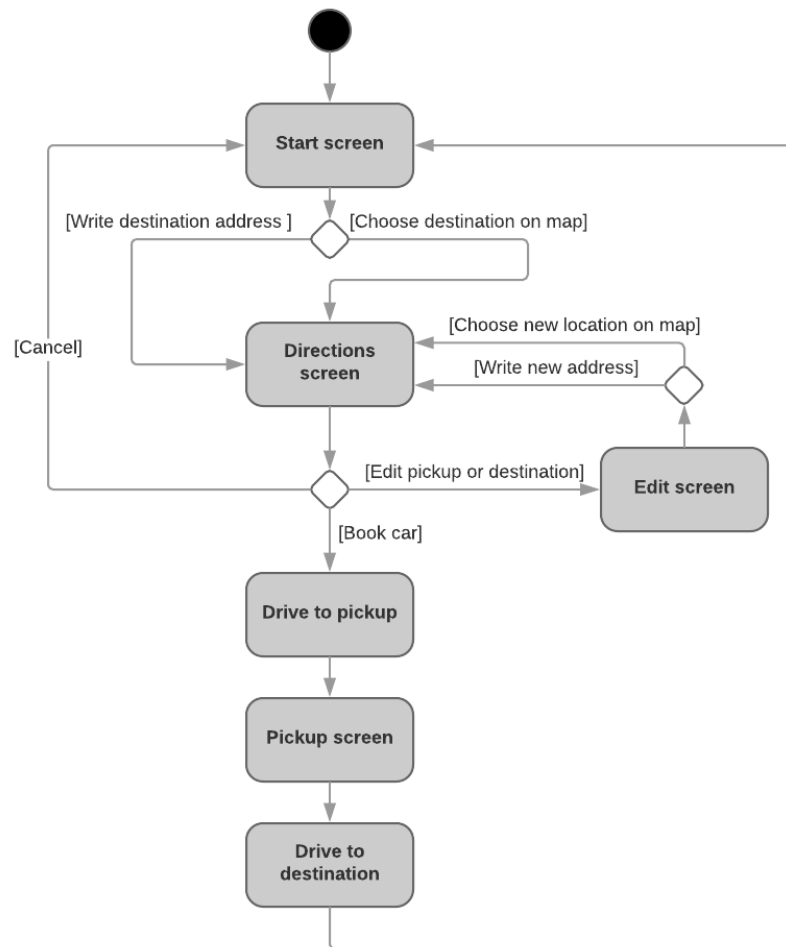 Start screen
[Write destination address ]
[Choose destination on map]
[Choose new location on map]
Directions
screen
[Cancel]
[Write new address]
[Edit pickup or destination]
Edit screen
[Book car]
Drive to pickup
Pickup screen
Drive to
destination